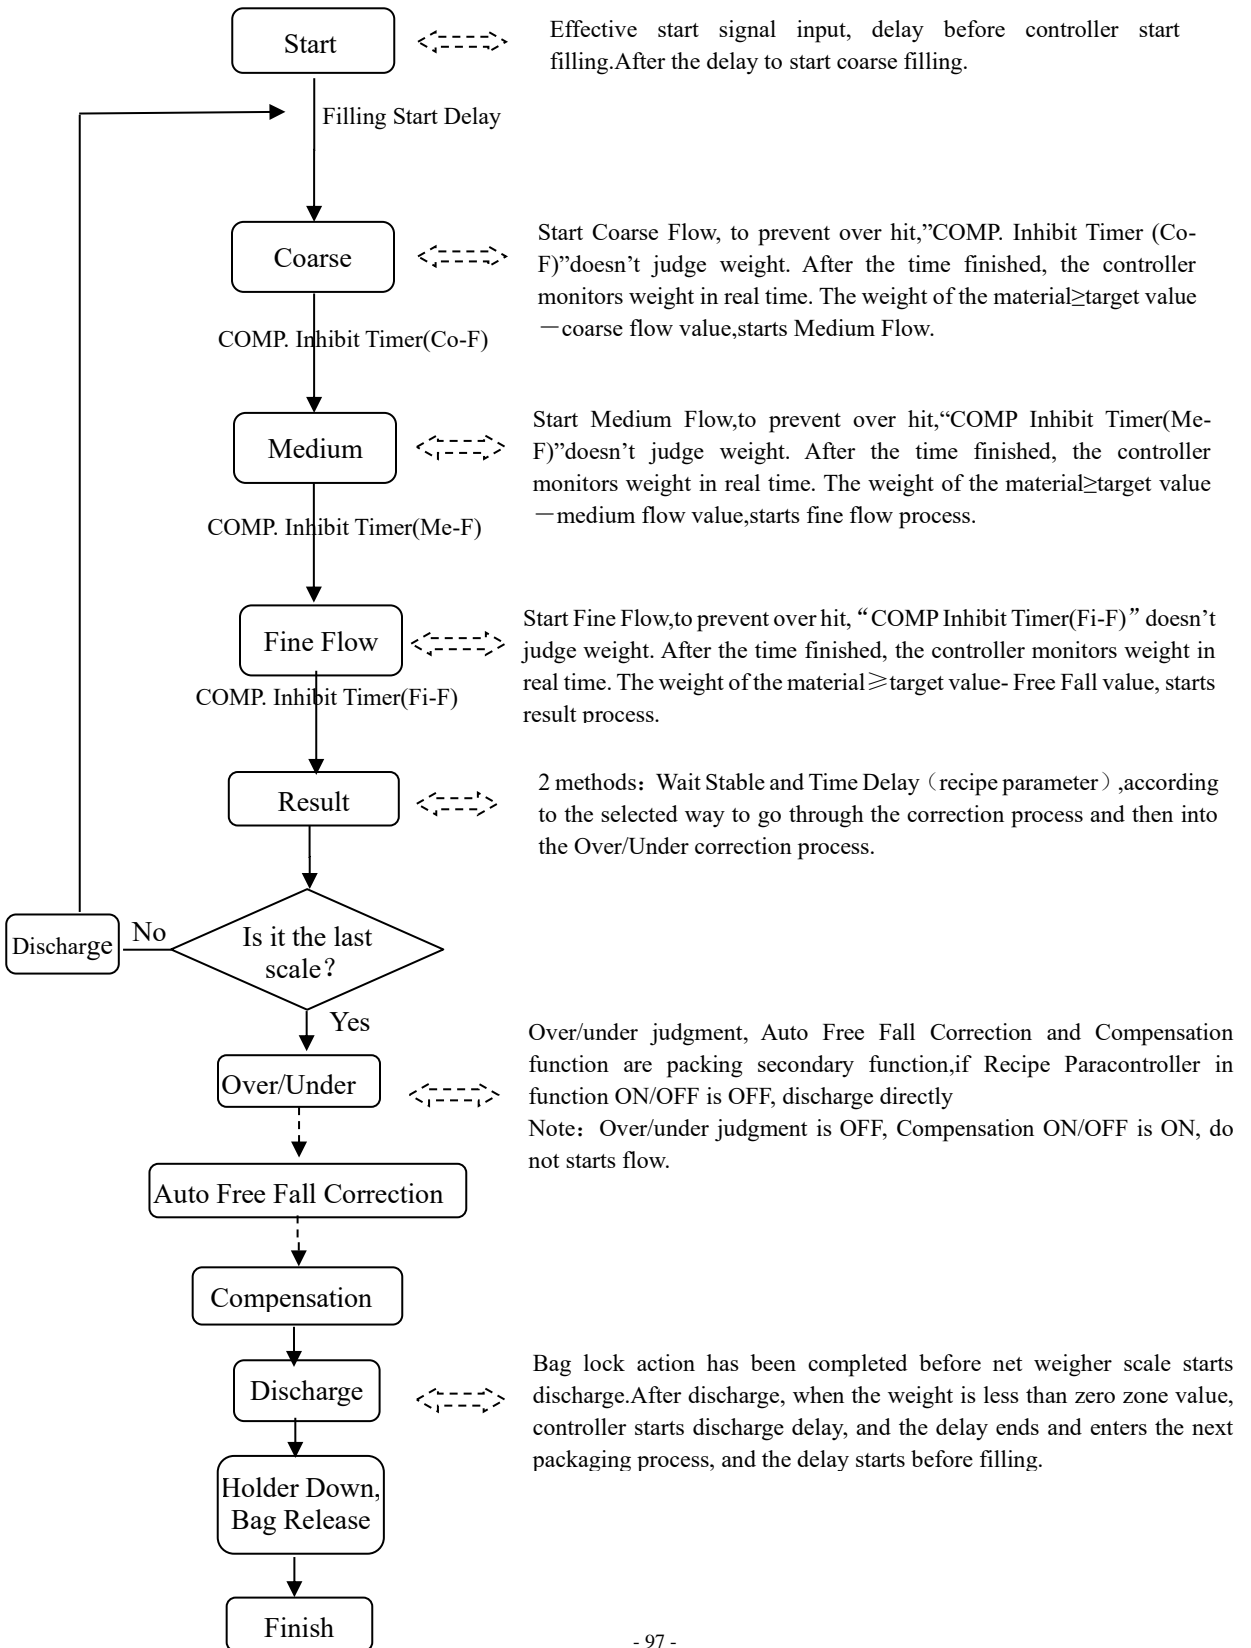 Start
Effective start signal input, delay before controller start
filling.After the delay to start coarse filling.
Filling Start Delay
Coarse
Start Coarse Flow, to prevent over hit,”COMP. Inhibit Timer (Co-
F)”doesn’t judge weight. After the time finished, the controller
monitors weight in real time. The weight of the material≥target value
－coarse flow value,starts Medium Flow.
COMP. Inhibit Timer(Co-F)
Medium
Start Medium Flow,to prevent over hit,“COMP Inhibit Timer(Me-
F)”doesn’t judge weight. After the time finished, the controller
monitors weight in real time. The weight of the material≥target value
－medium flow value,starts fine flow process.
COMP. Inhibit Timer(Me-F)
Fine Flow
Start Fine Flow,to prevent over hit, “COMP Inhibit Timer(Fi-F)” doesn’t
judge weight. After the time finished, the controller monitors weight in
real time. The weight of the material≧target value- Free Fall value, starts
result process.
COMP. Inhibit Timer(Fi-F)
Result
2 methods：Wait Stable and Time Delay（recipe parameter）,according
to the selected way to go through the correction process and then into
the Over/Under correction process.
Discharge
No
Is it the last
scale？
Yes
Over/Under
Over/under judgment, Auto Free Fall Correction and Compensation
function are packing secondary function,if Recipe Paracontroller in
function ON/OFF is OFF, discharge directly
Note：Over/under judgment is OFF, Compensation ON/OFF is ON, do
not starts flow.
Auto Free Fall Correction
Compensation
Discharge
Bag lock action has been completed before net weigher scale starts
discharge.After discharge, when the weight is less than zero zone value,
controller starts discharge delay, and the delay ends and enters the next
packaging process, and the delay starts before filling.
Holder Down,
Bag Release
Finish
- 97 -